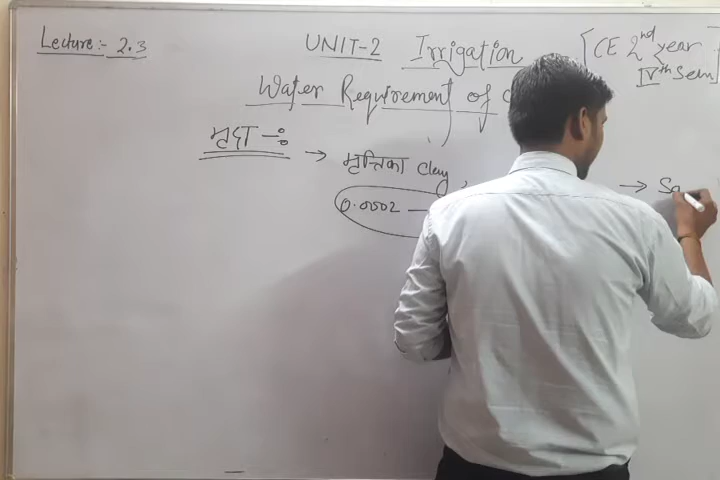 Lecture:- 2.3
UNIT-2 Irrigation
[CE 2nd year
IVth Sem]
Water Requirement of
मृदा -:
→ मृत्तिका clay,
→ Sa
0.0002 —